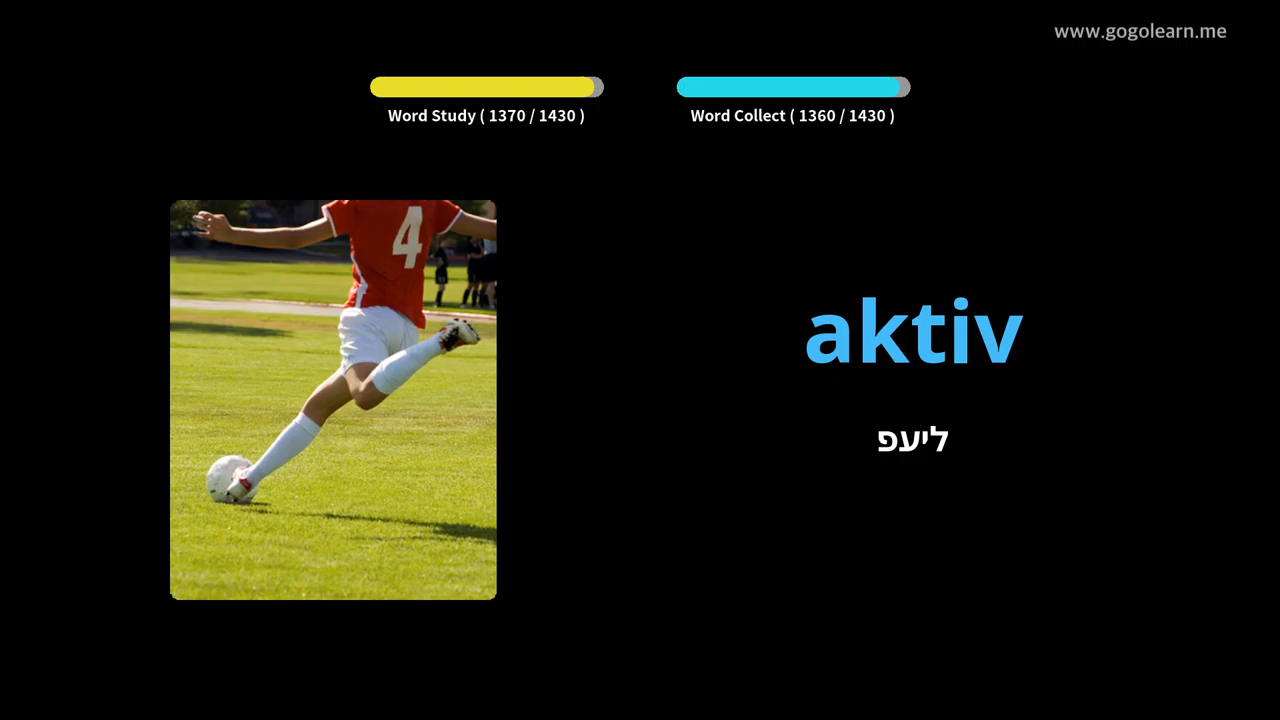 www.gogolearn.me
Word Study ( 1370 / 1430 )
Word Collect ( 1360 / 1430 )
4
aktiv
ליעפ